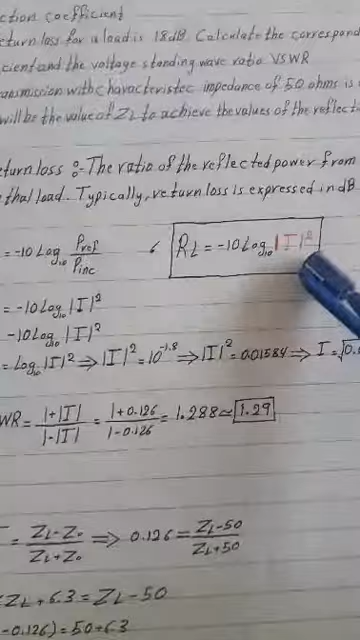 ction coefficient
eturn loss for a load is 18dB. Calculate the correspond
cient and the voltage standing wave ratio VSWR
ansmission with characteristec impedance of 50 ohms is
will be the value of ZL to achieve the values of the reflect
eturn loss :- The ratio of the reflected power from
that load. Typically, return loss is expressed in dB
= -10 Log₁₀ Pref/Pinc , RL = -10 Log₁₀ |Γ|²
= -10 Log₁₀ |Γ|²
-10 Log₁₀ |Γ|²
= Log₁₀ |Γ|² ⇒ |Γ|² = 10^-1.8 ⇒ |Γ|² = 0.01584 ⇒ Γ = √0.0
WR = 1+|Γ|/1-|Γ| = 1+0.126/1-0.126 = 1.288 ≃ 1.29
= ZL-Z₀/ZL+Z₀ ⇒ 0.126 = ZL-50/ZL+50
ZL + 6.3 = ZL - 50
-0.126) = 50+6.3